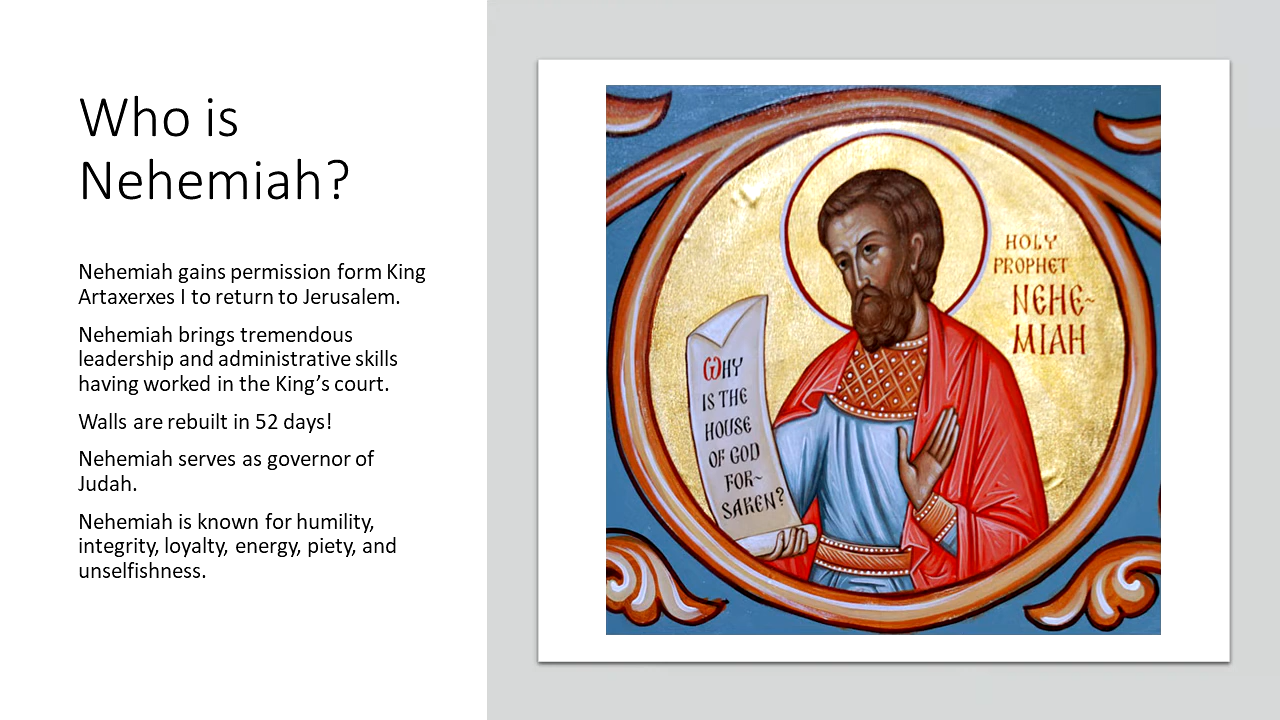 Who is
Nehemiah?
Nehemiah gains permission form King
Artaxerxes I to return to Jerusalem.
Nehemiah brings tremendous
leadership and administrative skills
having worked in the King's court.
Walls are rebuilt in 52 days!
Nehemiah serves as governor of
Judah.
Nehemiah is known for humility,
integrity, loyalty, energy, piety, and
unselfishness.
HOLY
PROPHET
NEHE~
MIAH
WHY
IS THE
HOUSE
OF GOD
FOR~
SAKEN?